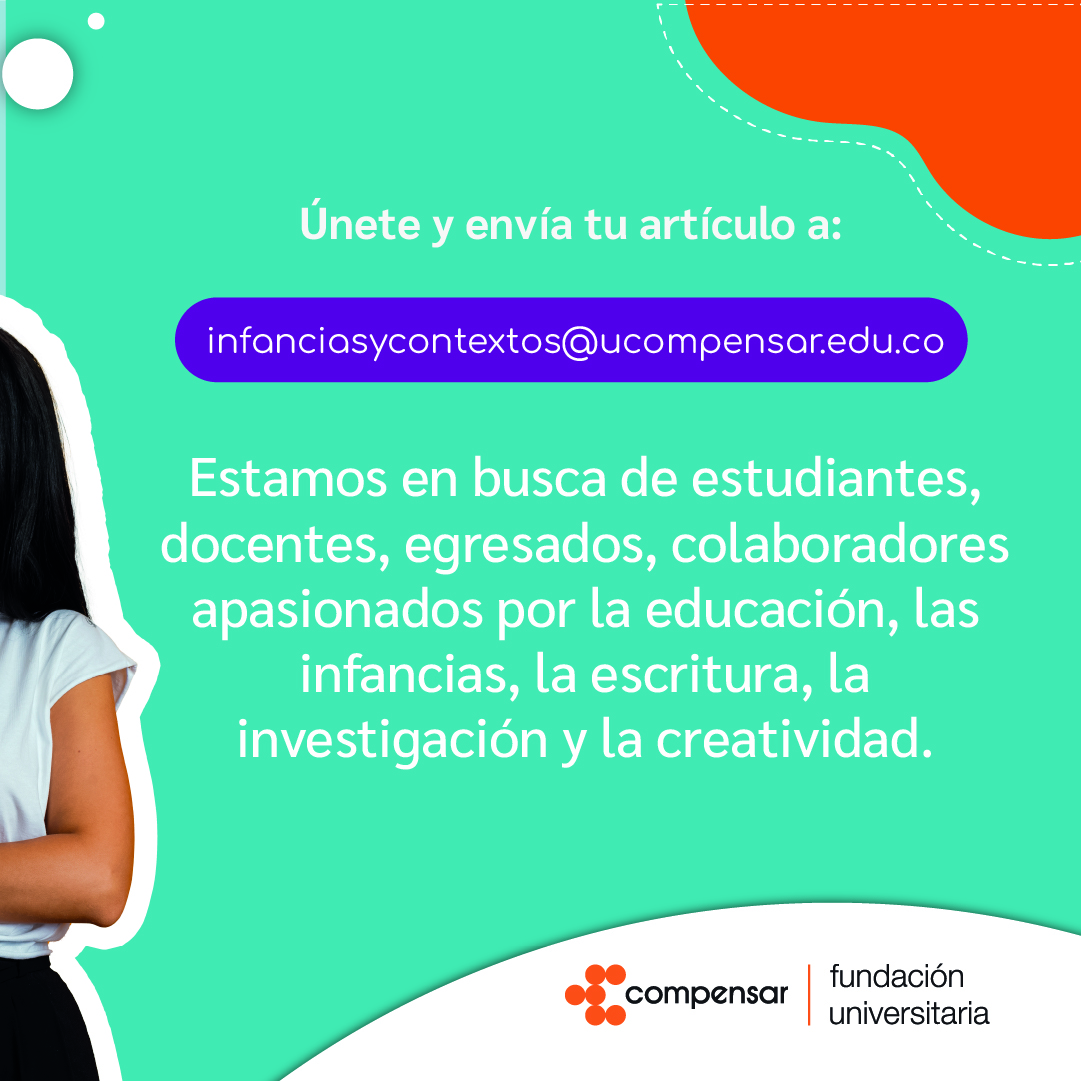 Únete y envía tu artículo a:
infanciasycontextos@ucompensar.edu.co
Estamos en busca de estudiantes,
docentes, egresados, colaboradores
apasionados por la educación, las
infancias, la escritura, la
investigación y la creatividad.
compensar
fundación
universitaria